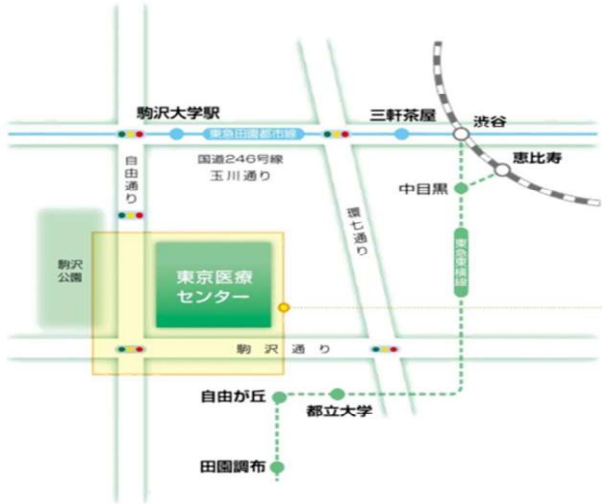 駒沢大学駅
三軒茶屋
渋谷
東急田園都市線
国道246号線
玉川通り
恵比寿
自由通り
中目黒
環七通り
駒沢
公園
東京医療
センター
東急東横線
駒沢通り
自由が丘
都立大学
田園調布